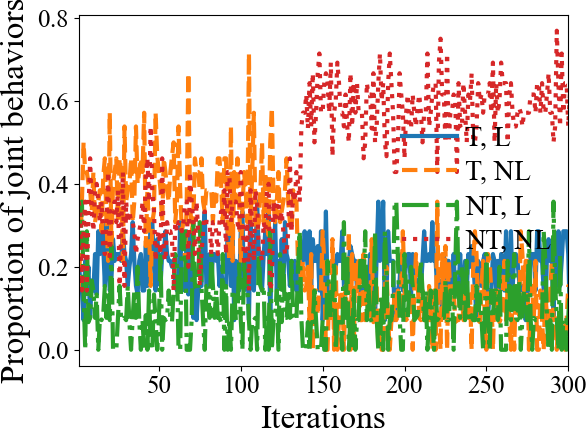 Proportion of joint behaviors
0.8
0.6
0.4
0.2
0.0
T, L
T, NL
NT, L
NT, NL
50
100
150
200
250
300
Iterations